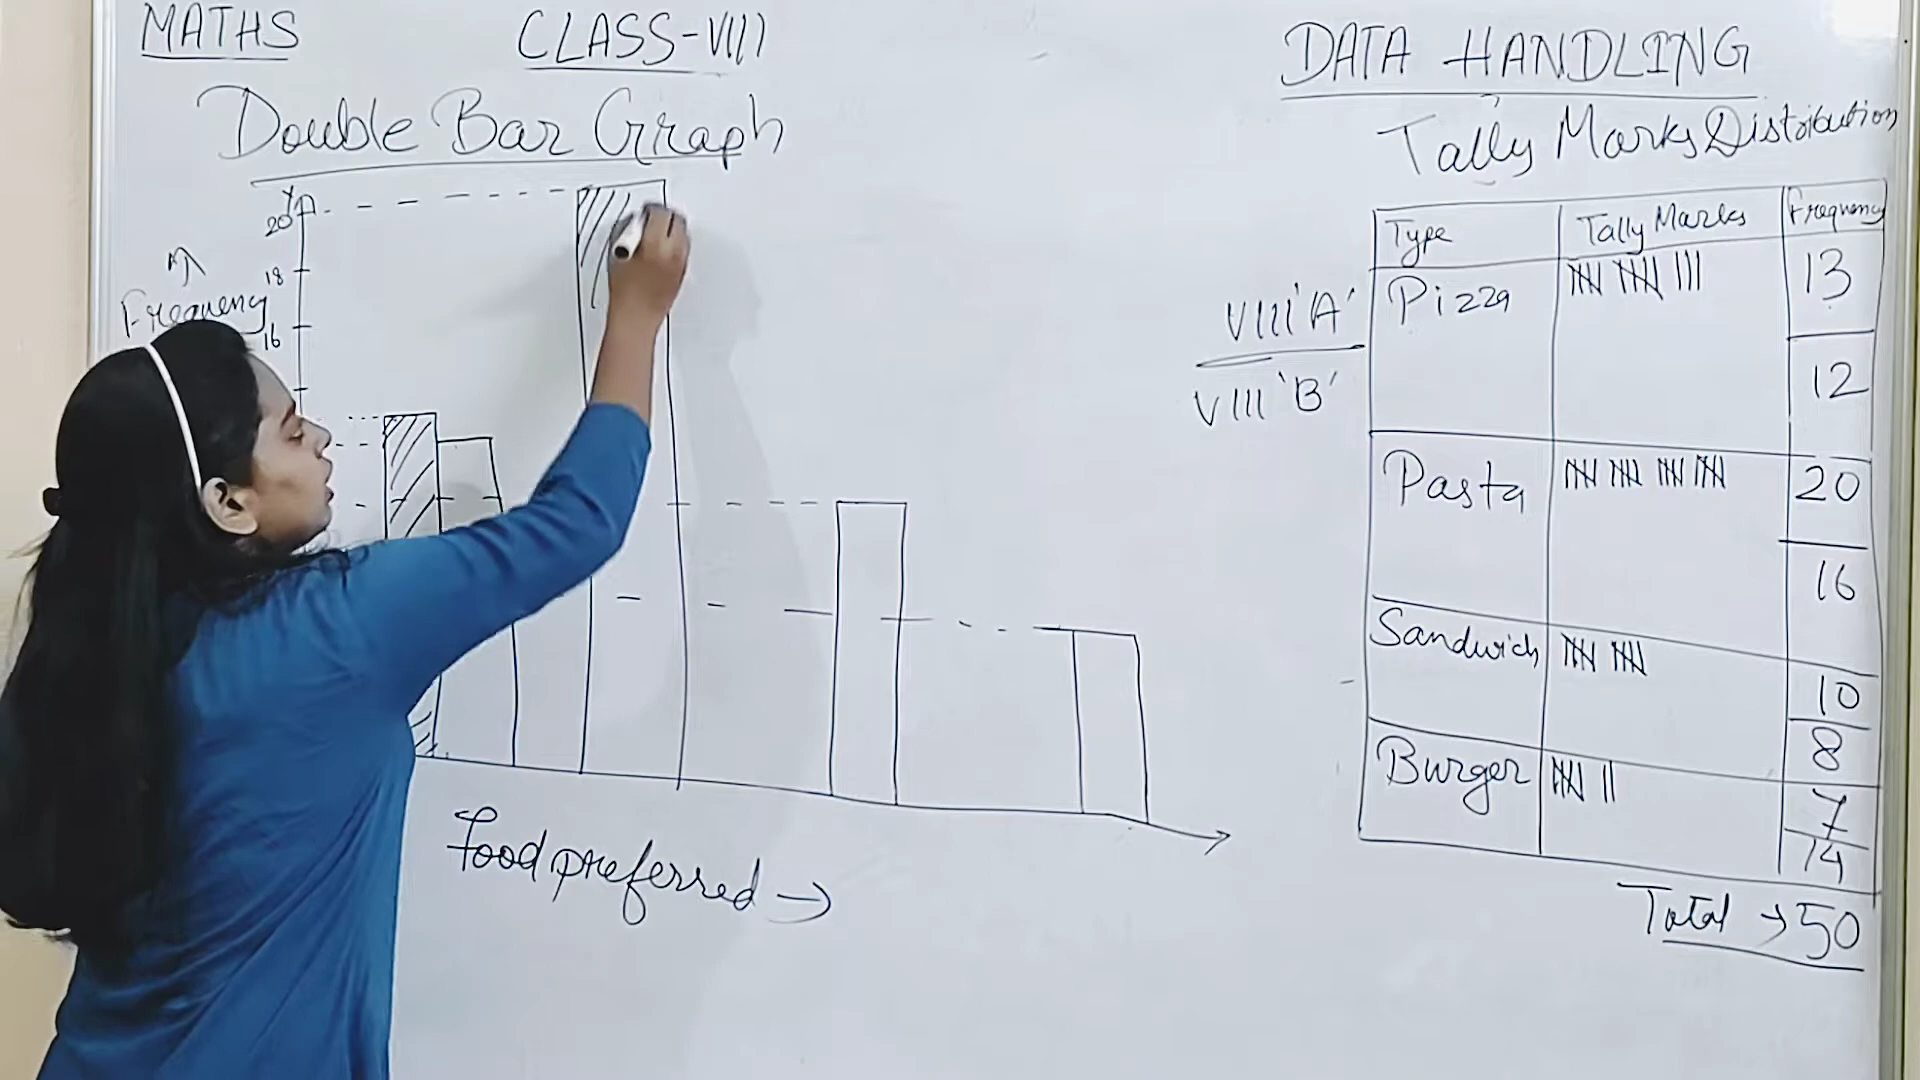 MATHS
CLASS-VIII
Double Bar Graph
Y
20
18
Frequency
16
Food preferred →
DATA HANDLING
Tally Marks Distribution
Type Tally Marks Frequency
VIII 'A'
VIII 'B'
Pizza 13
12
Pasta 20
16
Sandwich 10
8
Burger 7
14
Total → 50